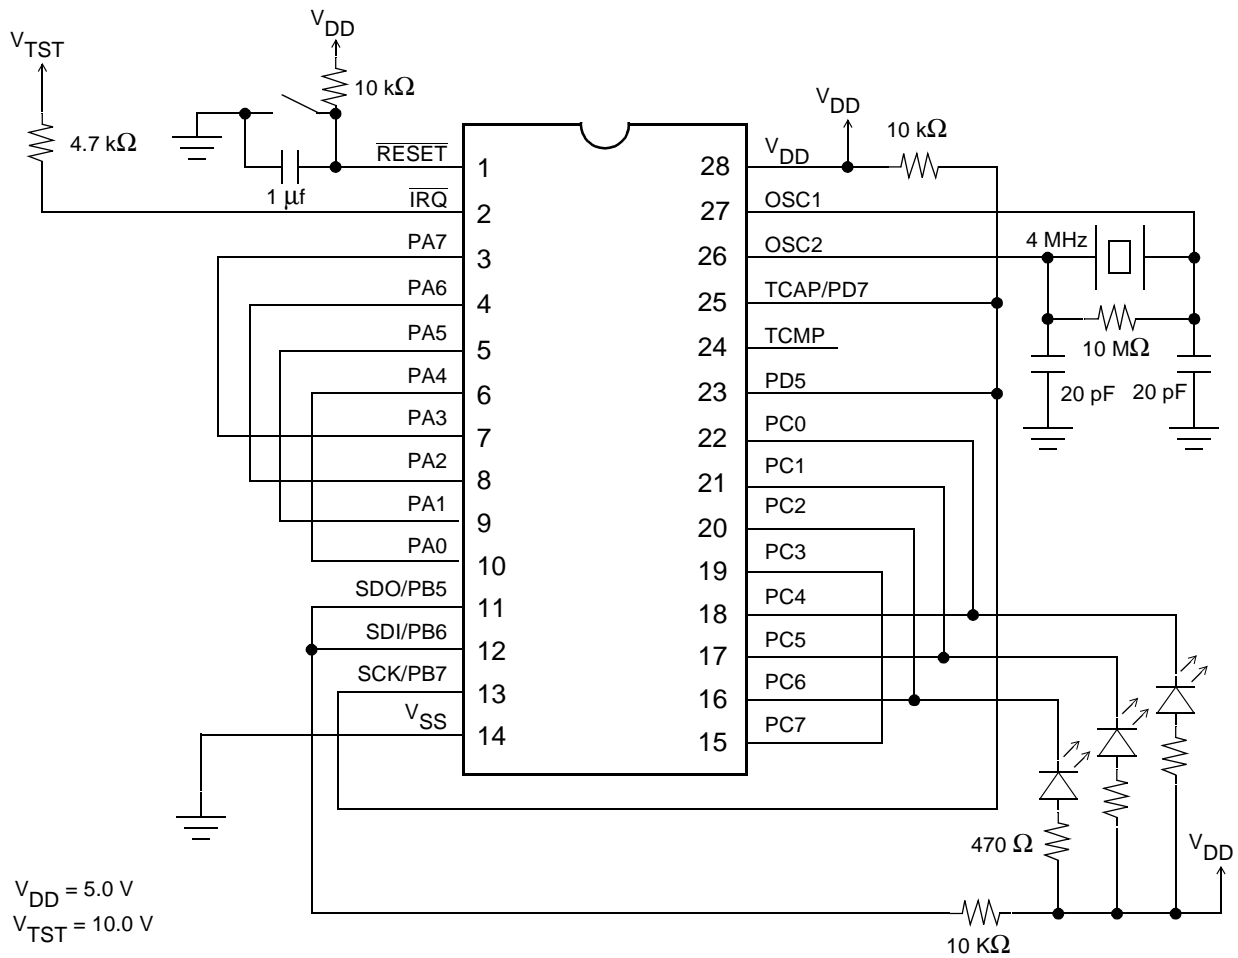 VDD
VTST
10 kΩ
4.7 kΩ
1 μf
RESET
IRQ
PA7
PA6
PA5
PA4
PA3
PA2
PA1
PA0
SDO/PB5
SDI/PB6
SCK/PB7
VSS
1
2
3
4
5
6
7
8
9
10
11
12
13
14
28
27
26
25
24
23
22
21
20
19
18
17
16
15
VDD
OSC1
OSC2
TCAP/PD7
TCMP
PD5
PC0
PC1
PC2
PC3
PC4
PC5
PC6
PC7
VDD
10 kΩ
4 MHz
10 MΩ
20 pF
20 pF
470 Ω
VDD
10 KΩ
VDD = 5.0 V
VTST = 10.0 V